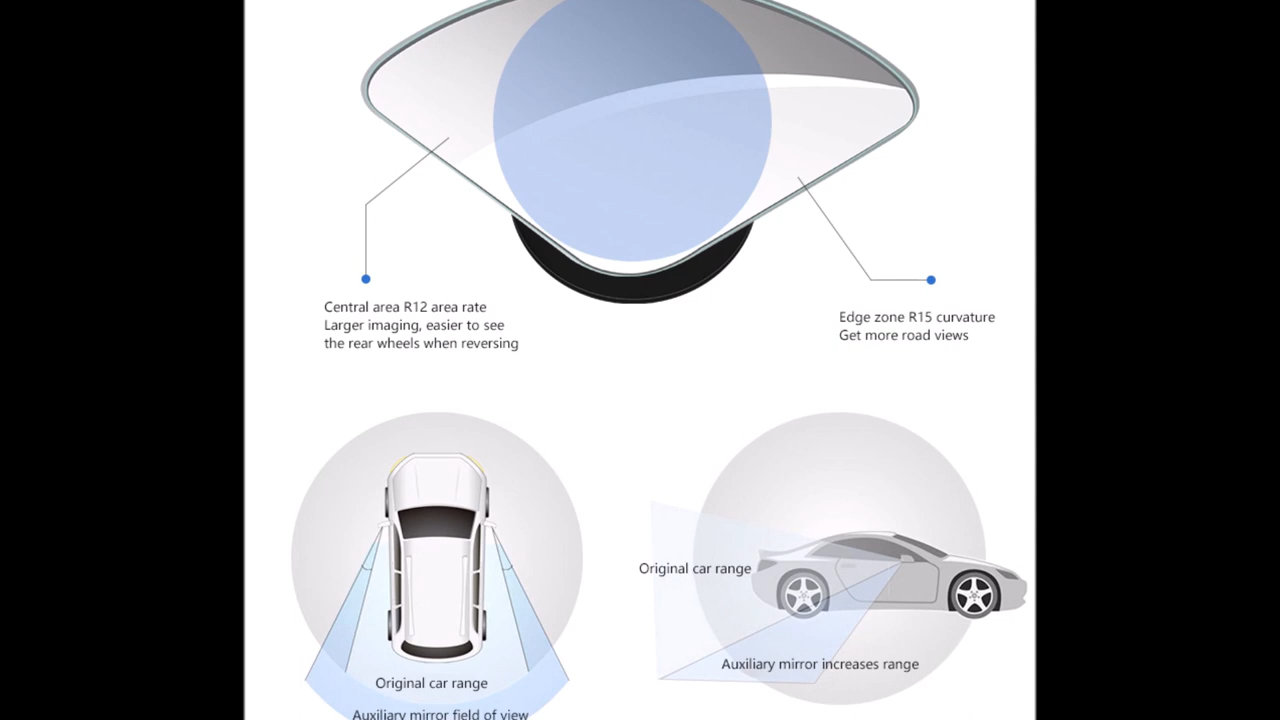 Central area R12 area rate
Larger imaging, easier to see
the rear wheels when reversing
Edge zone R15 curvature
Get more road views
Original car range
Auxiliary mirror field of view
Original car range
Auxiliary mirror increases range